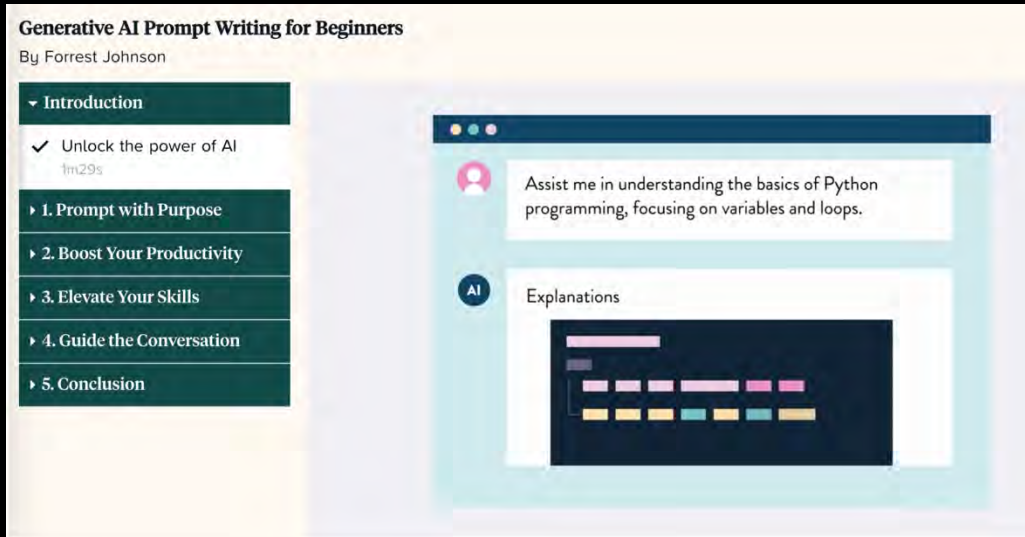 Generative AI Prompt Writing for Beginners
By Forrest Johnson
Introduction
Unlock the power of AI
1m29s
1. Prompt with Purpose
2. Boost Your Productivity
3. Elevate Your Skills
4. Guide the Conversation
5. Conclusion
Assist me in understanding the basics of Python
programming, focusing on variables and loops.
AI
Explanations